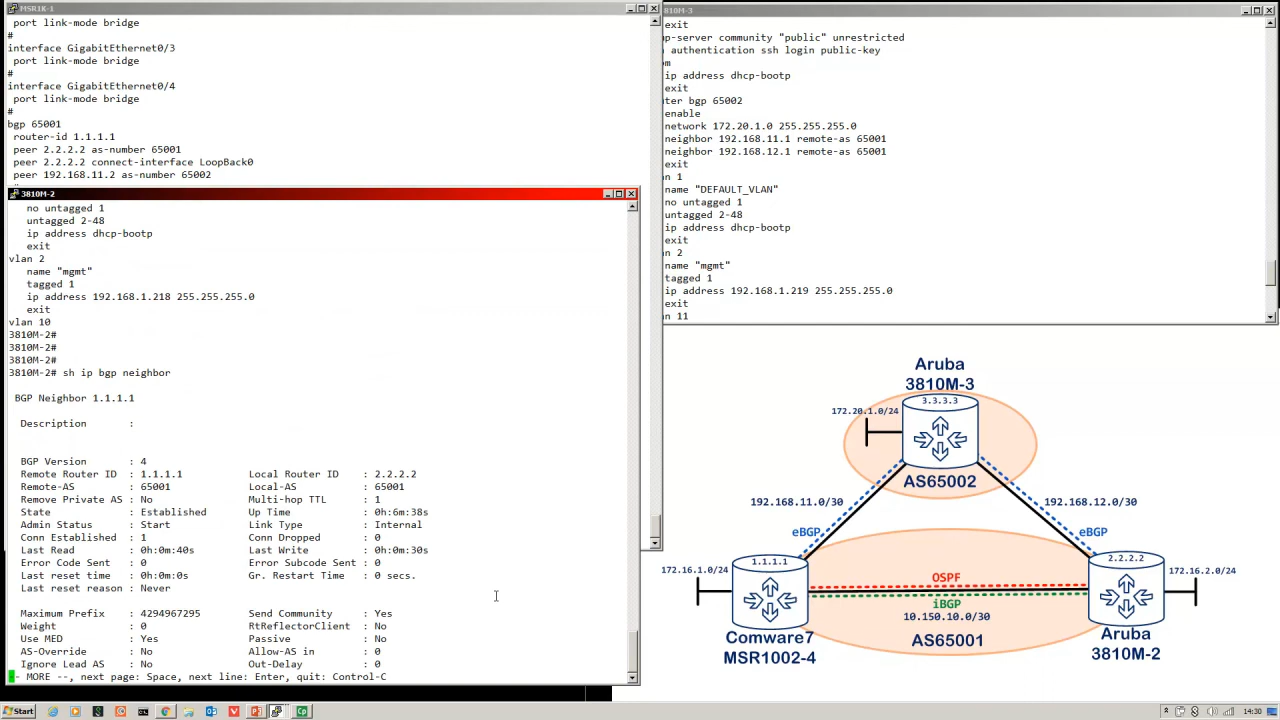 MSR1K-1
port link-mode bridge
#
interface GigabitEthernet0/3
port link-mode bridge
#
interface GigabitEthernet0/4
port link-mode bridge
#
bgp 65001
router-id 1.1.1.1
peer 2.2.2.2 as-number 65001
peer 2.2.2.2 connect-interface LoopBack0
peer 192.168.11.2 as-number 65002
3810M-2
no untagged 1
untagged 2-48
ip address dhcp-bootp
exit
vlan 2
name "mgmt"
tagged 1
ip address 192.168.1.218 255.255.255.0
exit
vlan 10
3810M-2#
3810M-2#
3810M-2#
3810M-2# sh ip bgp neighbor
BGP Neighbor 1.1.1.1
Description :
BGP Version : 4
Remote Router ID : 1.1.1.1 Local Router ID : 2.2.2.2
Remote-AS : 65001 Local-AS : 65001
Remove Private AS : No Multi-hop TTL : 1
State : Established Up Time : 0h:6m:38s
Admin Status : Start Link Type : Internal
Conn Established : 1 Conn Dropped : 0
Last Read : 0h:0m:40s Last Write : 0h:0m:30s
Error Code Sent : 0 Error Subcode Sent : 0
Last reset time : 0h:0m:0s Gr. Restart Time : 0 secs.
Last reset reason : Never
Maximum Prefix : 4294967295 Send Community : Yes
Weight : 0 RtReflectorClient : No
Use MED : Yes Passive : No
AS-Override : No Allow-AS in : 0
Ignore Lead AS : No Out-Delay : 0
- MORE --, next page: Space, next line: Enter, quit: Control-C
3810M-3
exit
p-server community "public" unrestricted
authentication ssh login public-key
om
ip address dhcp-bootp
exit
uter bgp 65002
enable
network 172.20.1.0 255.255.255.0
neighbor 192.168.11.1 remote-as 65001
neighbor 192.168.12.1 remote-as 65001
exit
an 1
name "DEFAULT_VLAN"
no untagged 1
untagged 2-48
ip address dhcp-bootp
exit
an 2
name "mgmt"
tagged 1
ip address 192.168.1.219 255.255.255.0
exit
an 11
Aruba
3810M-3
3.3.3.3
172.20.1.0/24
AS65002
192.168.11.0/30
192.168.12.0/30
eBGP
eBGP
1.1.1.1
2.2.2.2
172.16.1.0/24
172.16.2.0/24
OSPF
iBGP
10.150.10.0/30
AS65001
Comware7
MSR1002-4
Aruba
3810M-2
Start
14:30